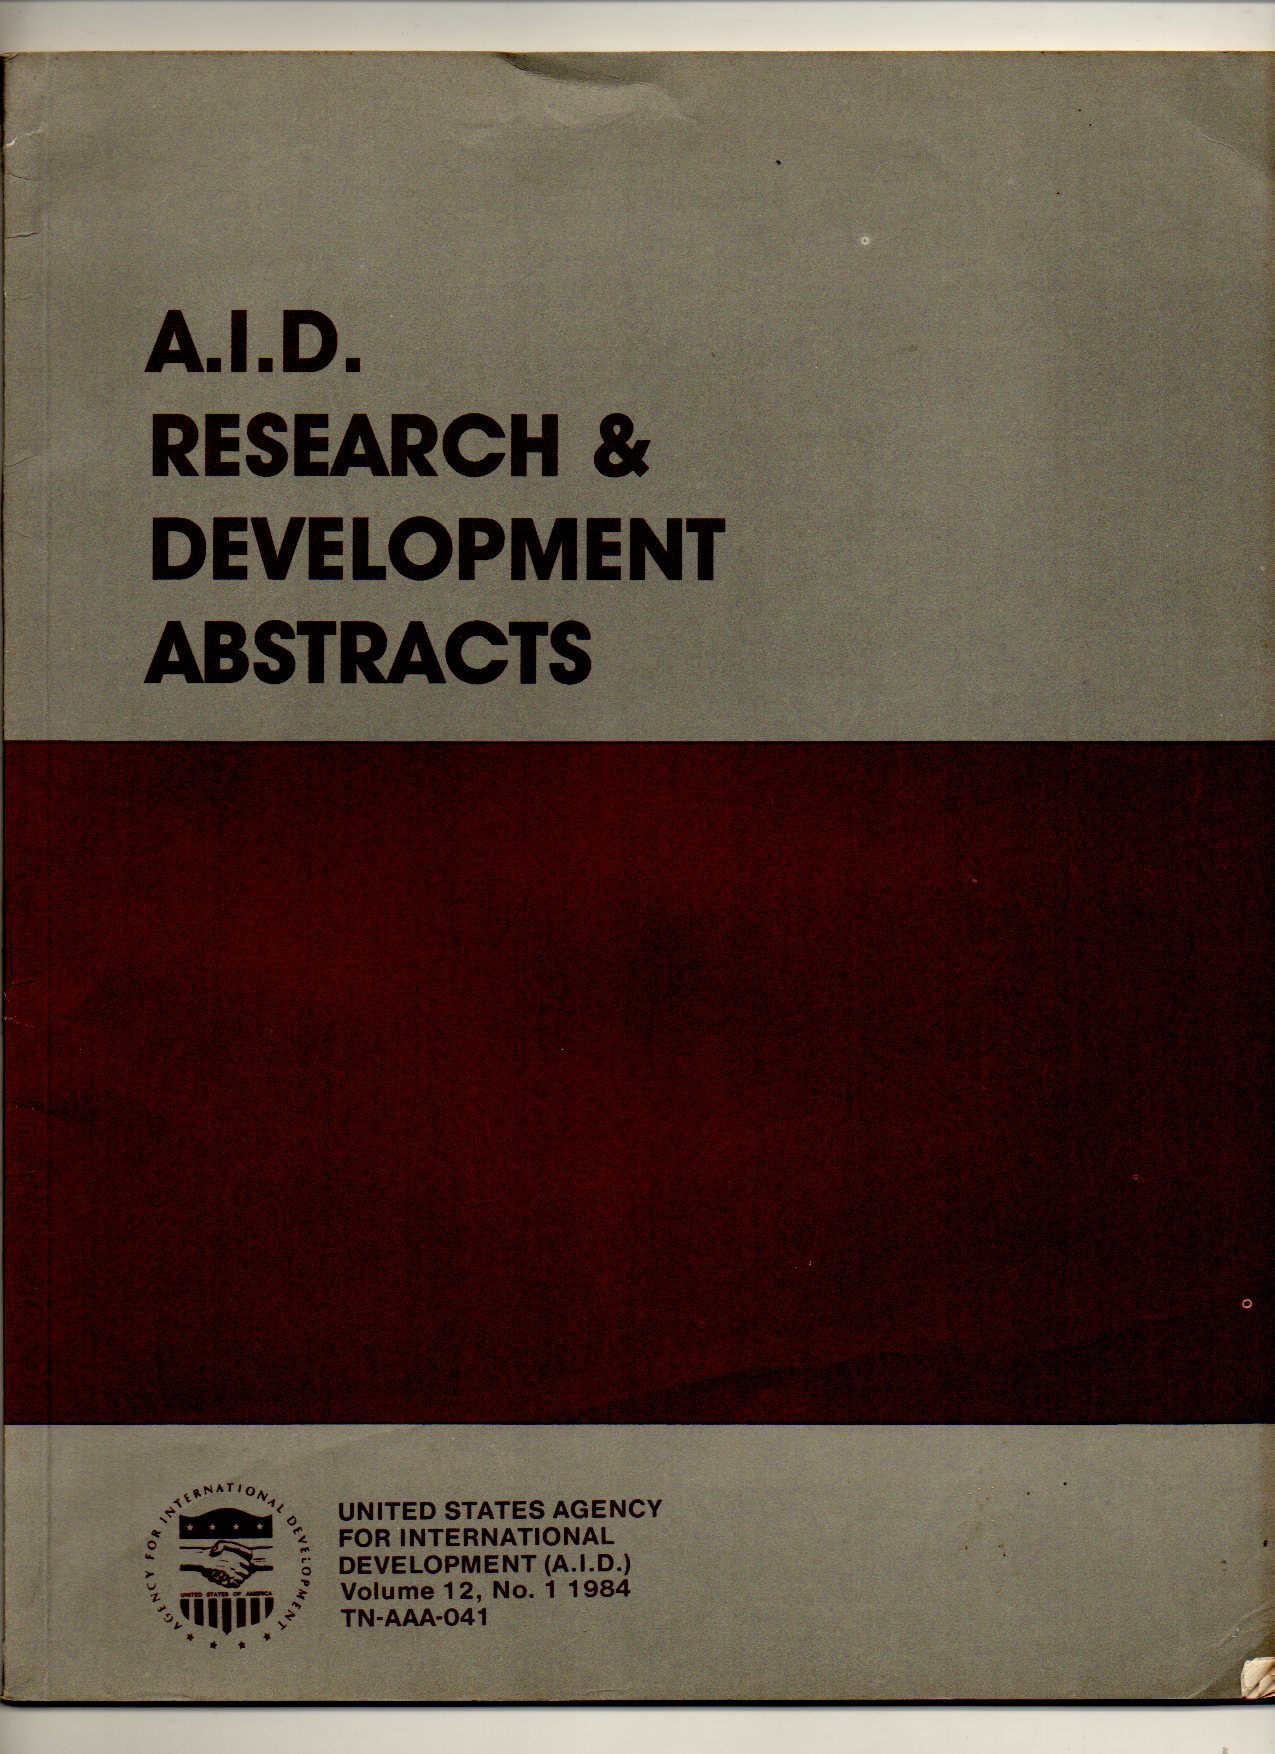 A.I.D.
RESEARCH &
DEVELOPMENT
ABSTRACTS
AGENCY FOR INTERNATIONAL DEVELOPMENT
UNITED STATES OF AMERICA
UNITED STATES AGENCY
FOR INTERNATIONAL
DEVELOPMENT (A.I.D.)
Volume 12, No. 1 1984
TN-AAA-041